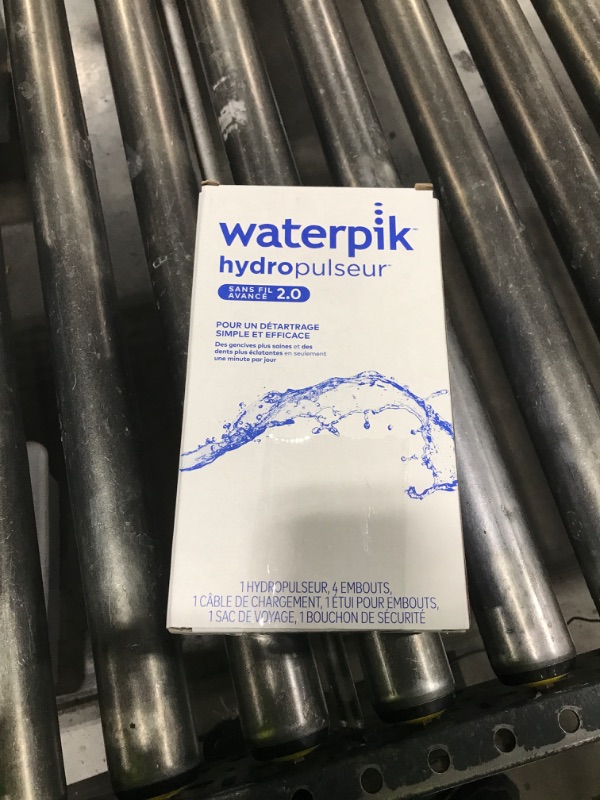 waterpik™
hydropulseur™
SANS FIL
AVANCÉ 2.0
POUR UN DÉTARTRAGE
SIMPLE ET EFFICACE
Des gencives plus saines et des
dents plus éclatantes en seulement
une minute par jour
1 HYDROPULSEUR, 4 EMBOUTS,
1 CÂBLE DE CHARGEMENT, 1 ÉTUI POUR EMBOUTS,
1 SAC DE VOYAGE, 1 BOUCHON DE SÉCURITÉ